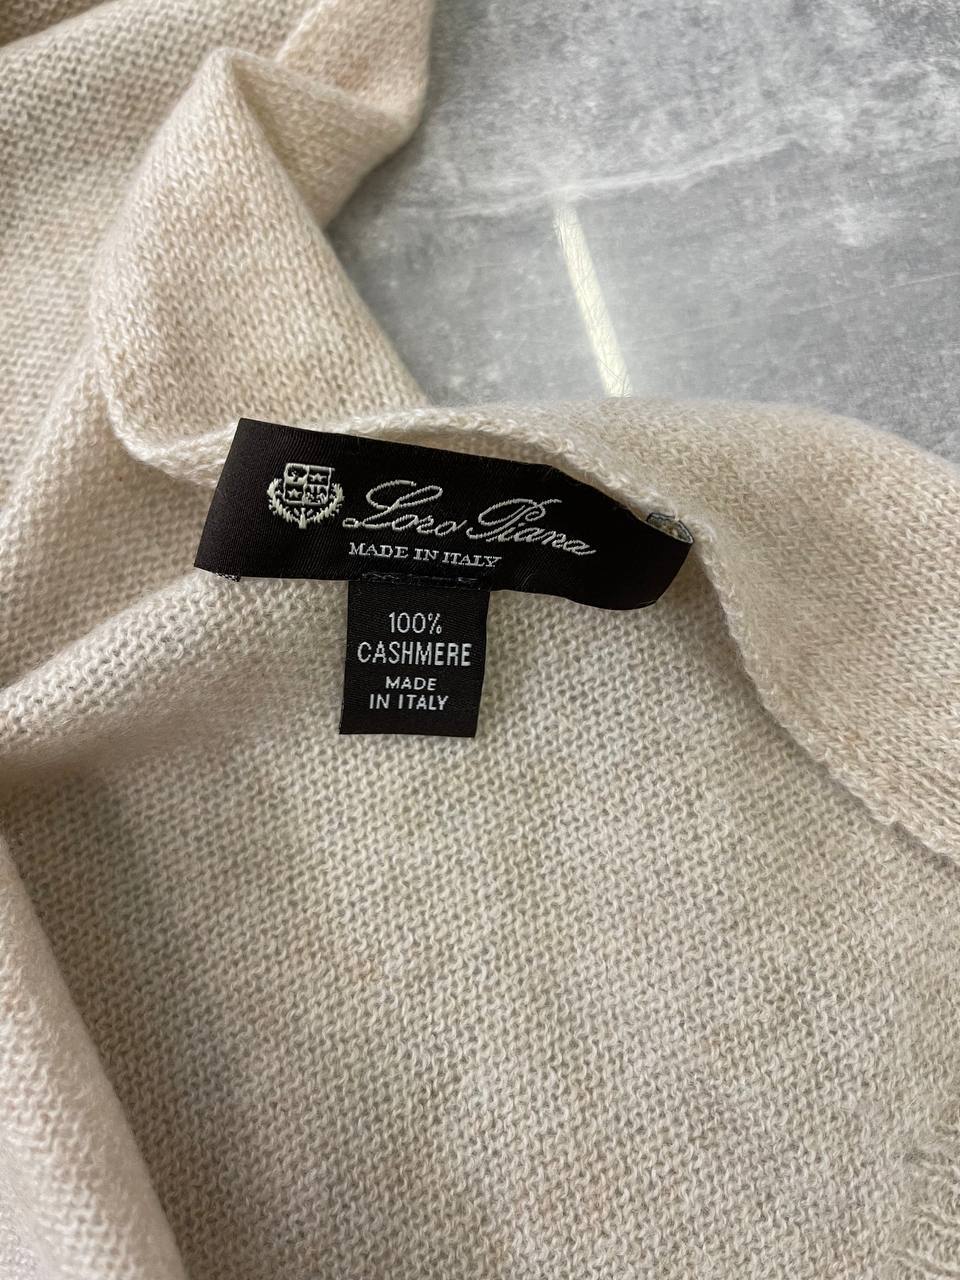 Loro Piana
MADE IN ITALY
100%
CASHMERE
MADE
IN ITALY